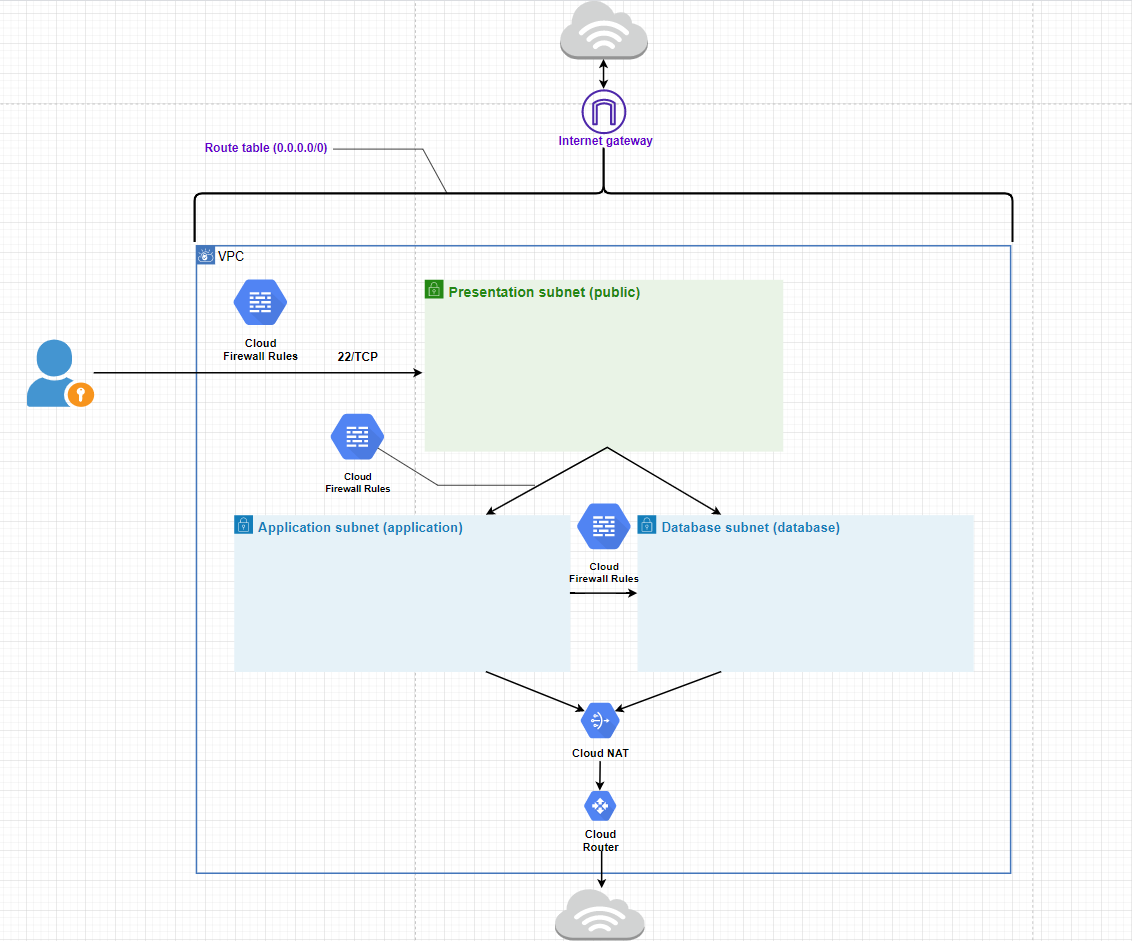 Internet gateway
Route table (0.0.0.0/0)
VPC
Presentation subnet (public)
Cloud
Firewall Rules
22/TCP
Cloud
Firewall Rules
Application subnet (application)
Cloud
Firewall Rules
Database subnet (database)
Cloud NAT
Cloud
Router